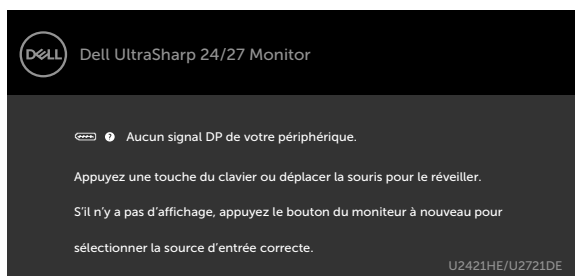 DELL
Dell UltraSharp 24/27 Monitor
Aucun signal DP de votre périphérique.
Appuyez une touche du clavier ou déplacer la souris pour le réveiller.
S'il n'y a pas d'affichage, appuyez le bouton du moniteur à nouveau pour
sélectionner la source d'entrée correcte.
U2421HE/U2721DE